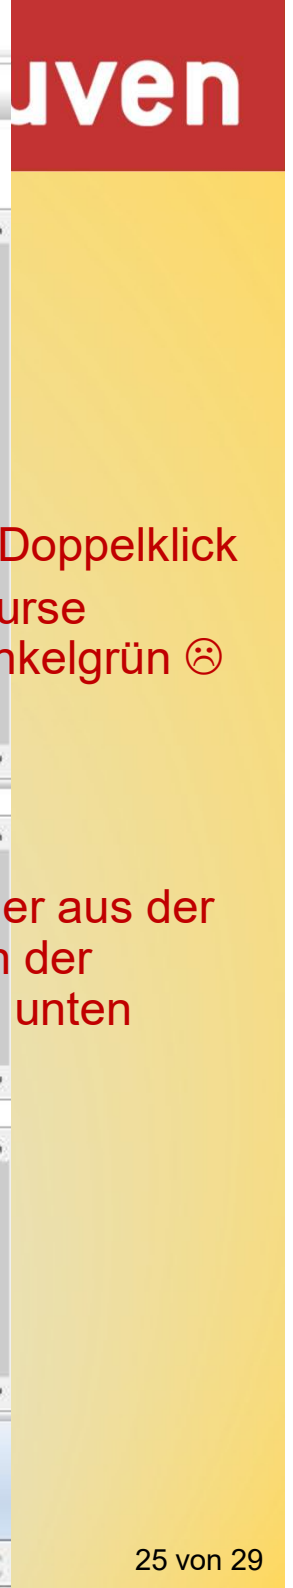 uven
Doppelklick
urse
nkelgrün ☹
er aus der
n der
unten
25 von 29